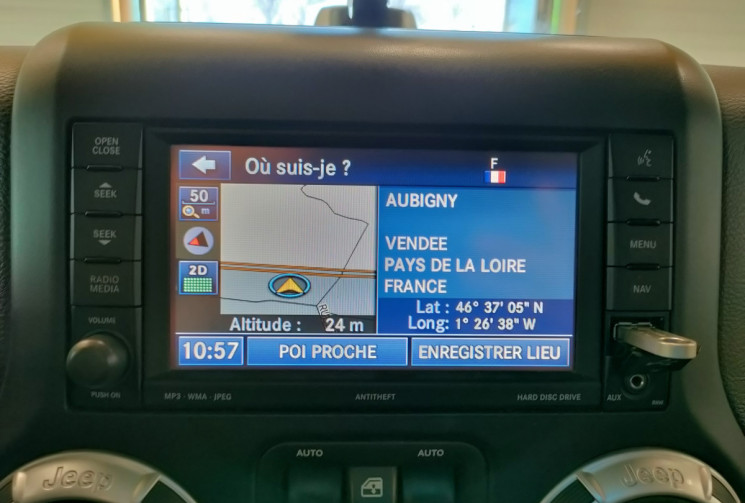 OPEN
CLOSE
SEEK
SEEK
RADIO
MEDIA
VOLUME
PUSH ON
Où suis-je ?
F
50
m
2D
AUBIGNY
VENDEE
PAYS DE LA LOIRE
FRANCE
Lat : 46° 37' 05" N
Long: 1° 26' 38" W
Altitude : 24 m
10:57
POI PROCHE
ENREGISTRER LIEU
MENU
NAV
AUX
MP3 · WMA · JPEG
ANTITHEFT
HARD DISC DRIVE
AUTO
AUTO
Jeep
Jeep